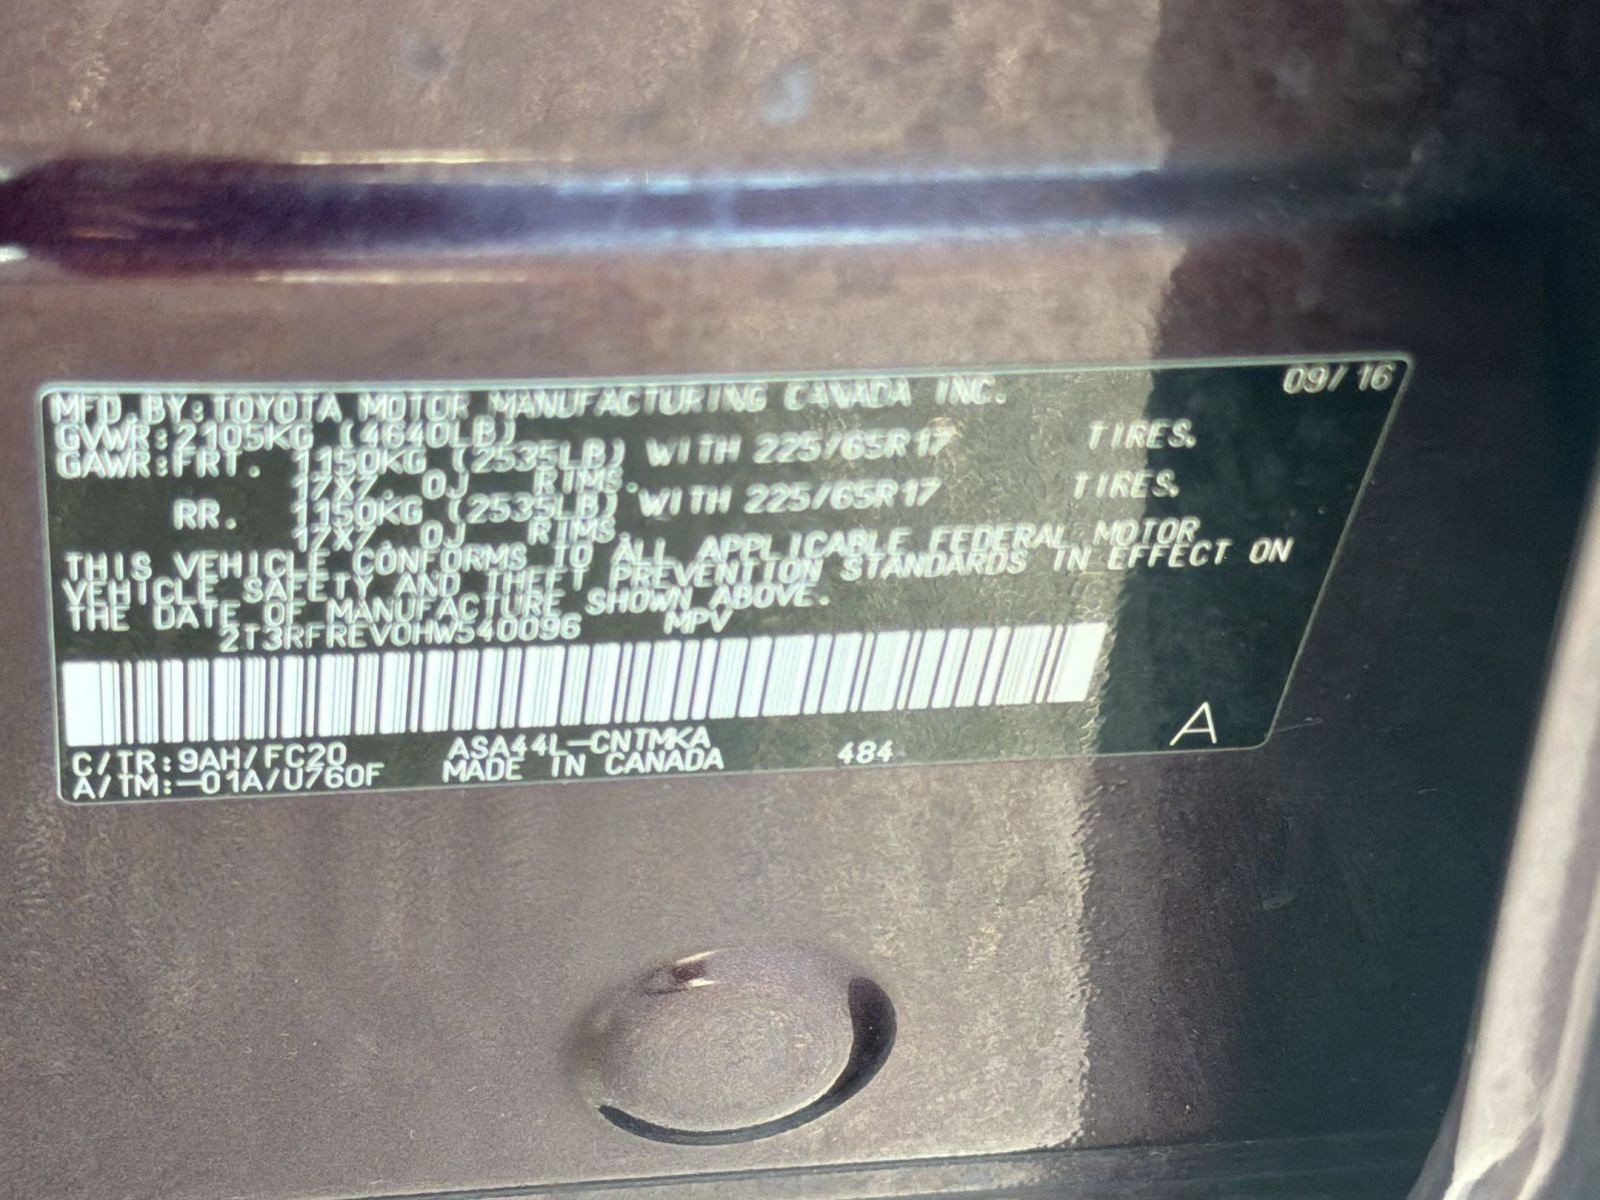 09/16
MFD.BY:TOYOTA MOTOR MANUFACTURING CANADA INC.
GVWR:2105KG (4640LB)
GAWR:FRT. 1150KG (2535LB) WITH 225/65R17 TIRES.
17X7.0J RIMS.
RR. 1150KG (2535LB) WITH 225/65R17 TIRES.
17X7.0J RIMS.
THIS VEHICLE CONFORMS TO ALL APPLICABLE FEDERAL MOTOR
VEHICLE SAFETY AND THEFT PREVENTION STANDARDS IN EFFECT ON
THE DATE OF MANUFACTURE SHOWN ABOVE.
2T3RFREV0HW540096 MPV
C/TR:9AH/FC20 ASA44L-CNTMKA 484 A
A/TM:-01A/U760F MADE IN CANADA